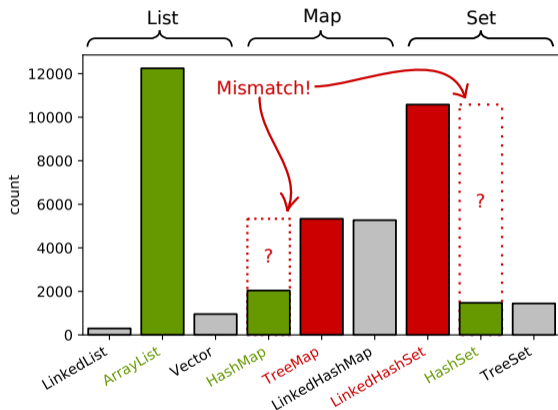 List Map Set
Mismatch!
?
?
count
12000
10000
8000
6000
4000
2000
0
LinkedList
ArrayList
Vector
HashMap
TreeMap
LinkedHashMap
LinkedHashSet
HashSet
TreeSet